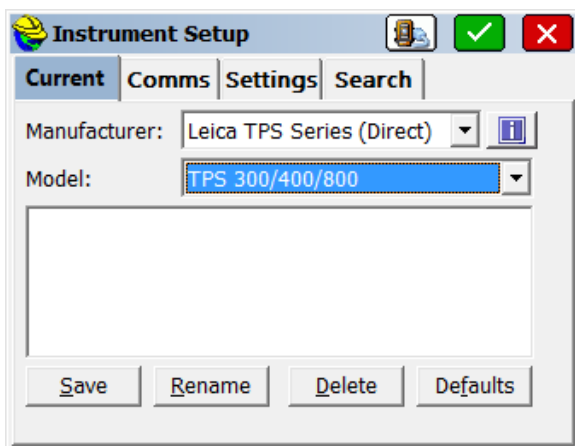 Instrument Setup
Current Comms Settings Search
Manufacturer: Leica TPS Series (Direct)
Model: TPS 300/400/800
Save Rename Delete Defaults